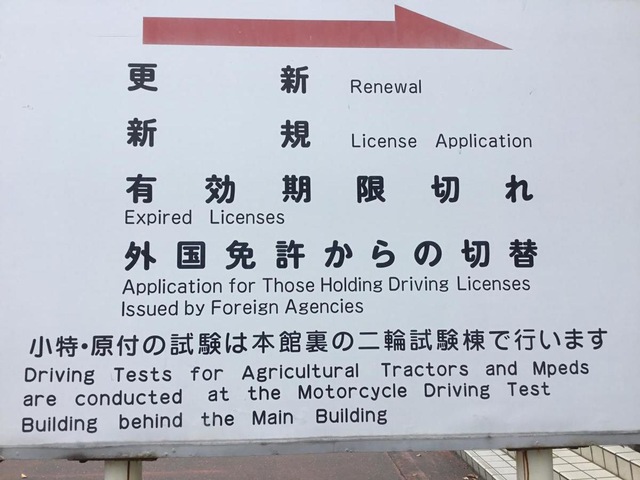 更新 Renewal
新規 License Application
有効期限切れ
Expired Licenses
外国免許からの切替
Application for Those Holding Driving Licenses
Issued by Foreign Agencies
小特・原付の試験は本館裏の二輪試験棟で行います
Driving Tests for Agricultural Tractors and Mpeds
are conducted at the Motorcycle Driving Test
Building behind the Main Building